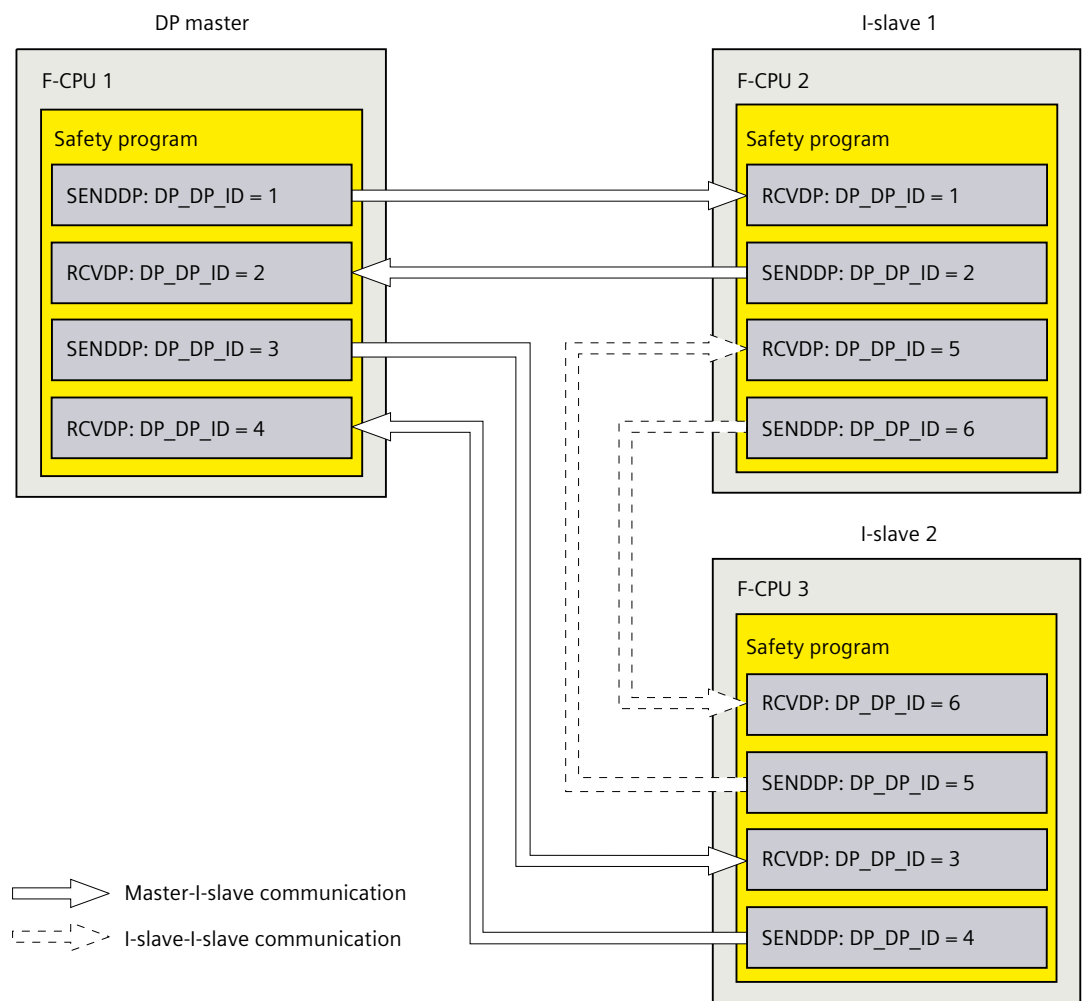 DP master
F-CPU 1
Safety program
SENDDP: DP_DP_ID = 1
RCVDP: DP_DP_ID = 2
SENDDP: DP_DP_ID = 3
RCVDP: DP_DP_ID = 4
I-slave 1
F-CPU 2
Safety program
RCVDP: DP_DP_ID = 1
SENDDP: DP_DP_ID = 2
RCVDP: DP_DP_ID = 5
SENDDP: DP_DP_ID = 6
I-slave 2
F-CPU 3
Safety program
RCVDP: DP_DP_ID = 6
SENDDP: DP_DP_ID = 5
RCVDP: DP_DP_ID = 3
SENDDP: DP_DP_ID = 4
Master-I-slave communication
I-slave-I-slave communication